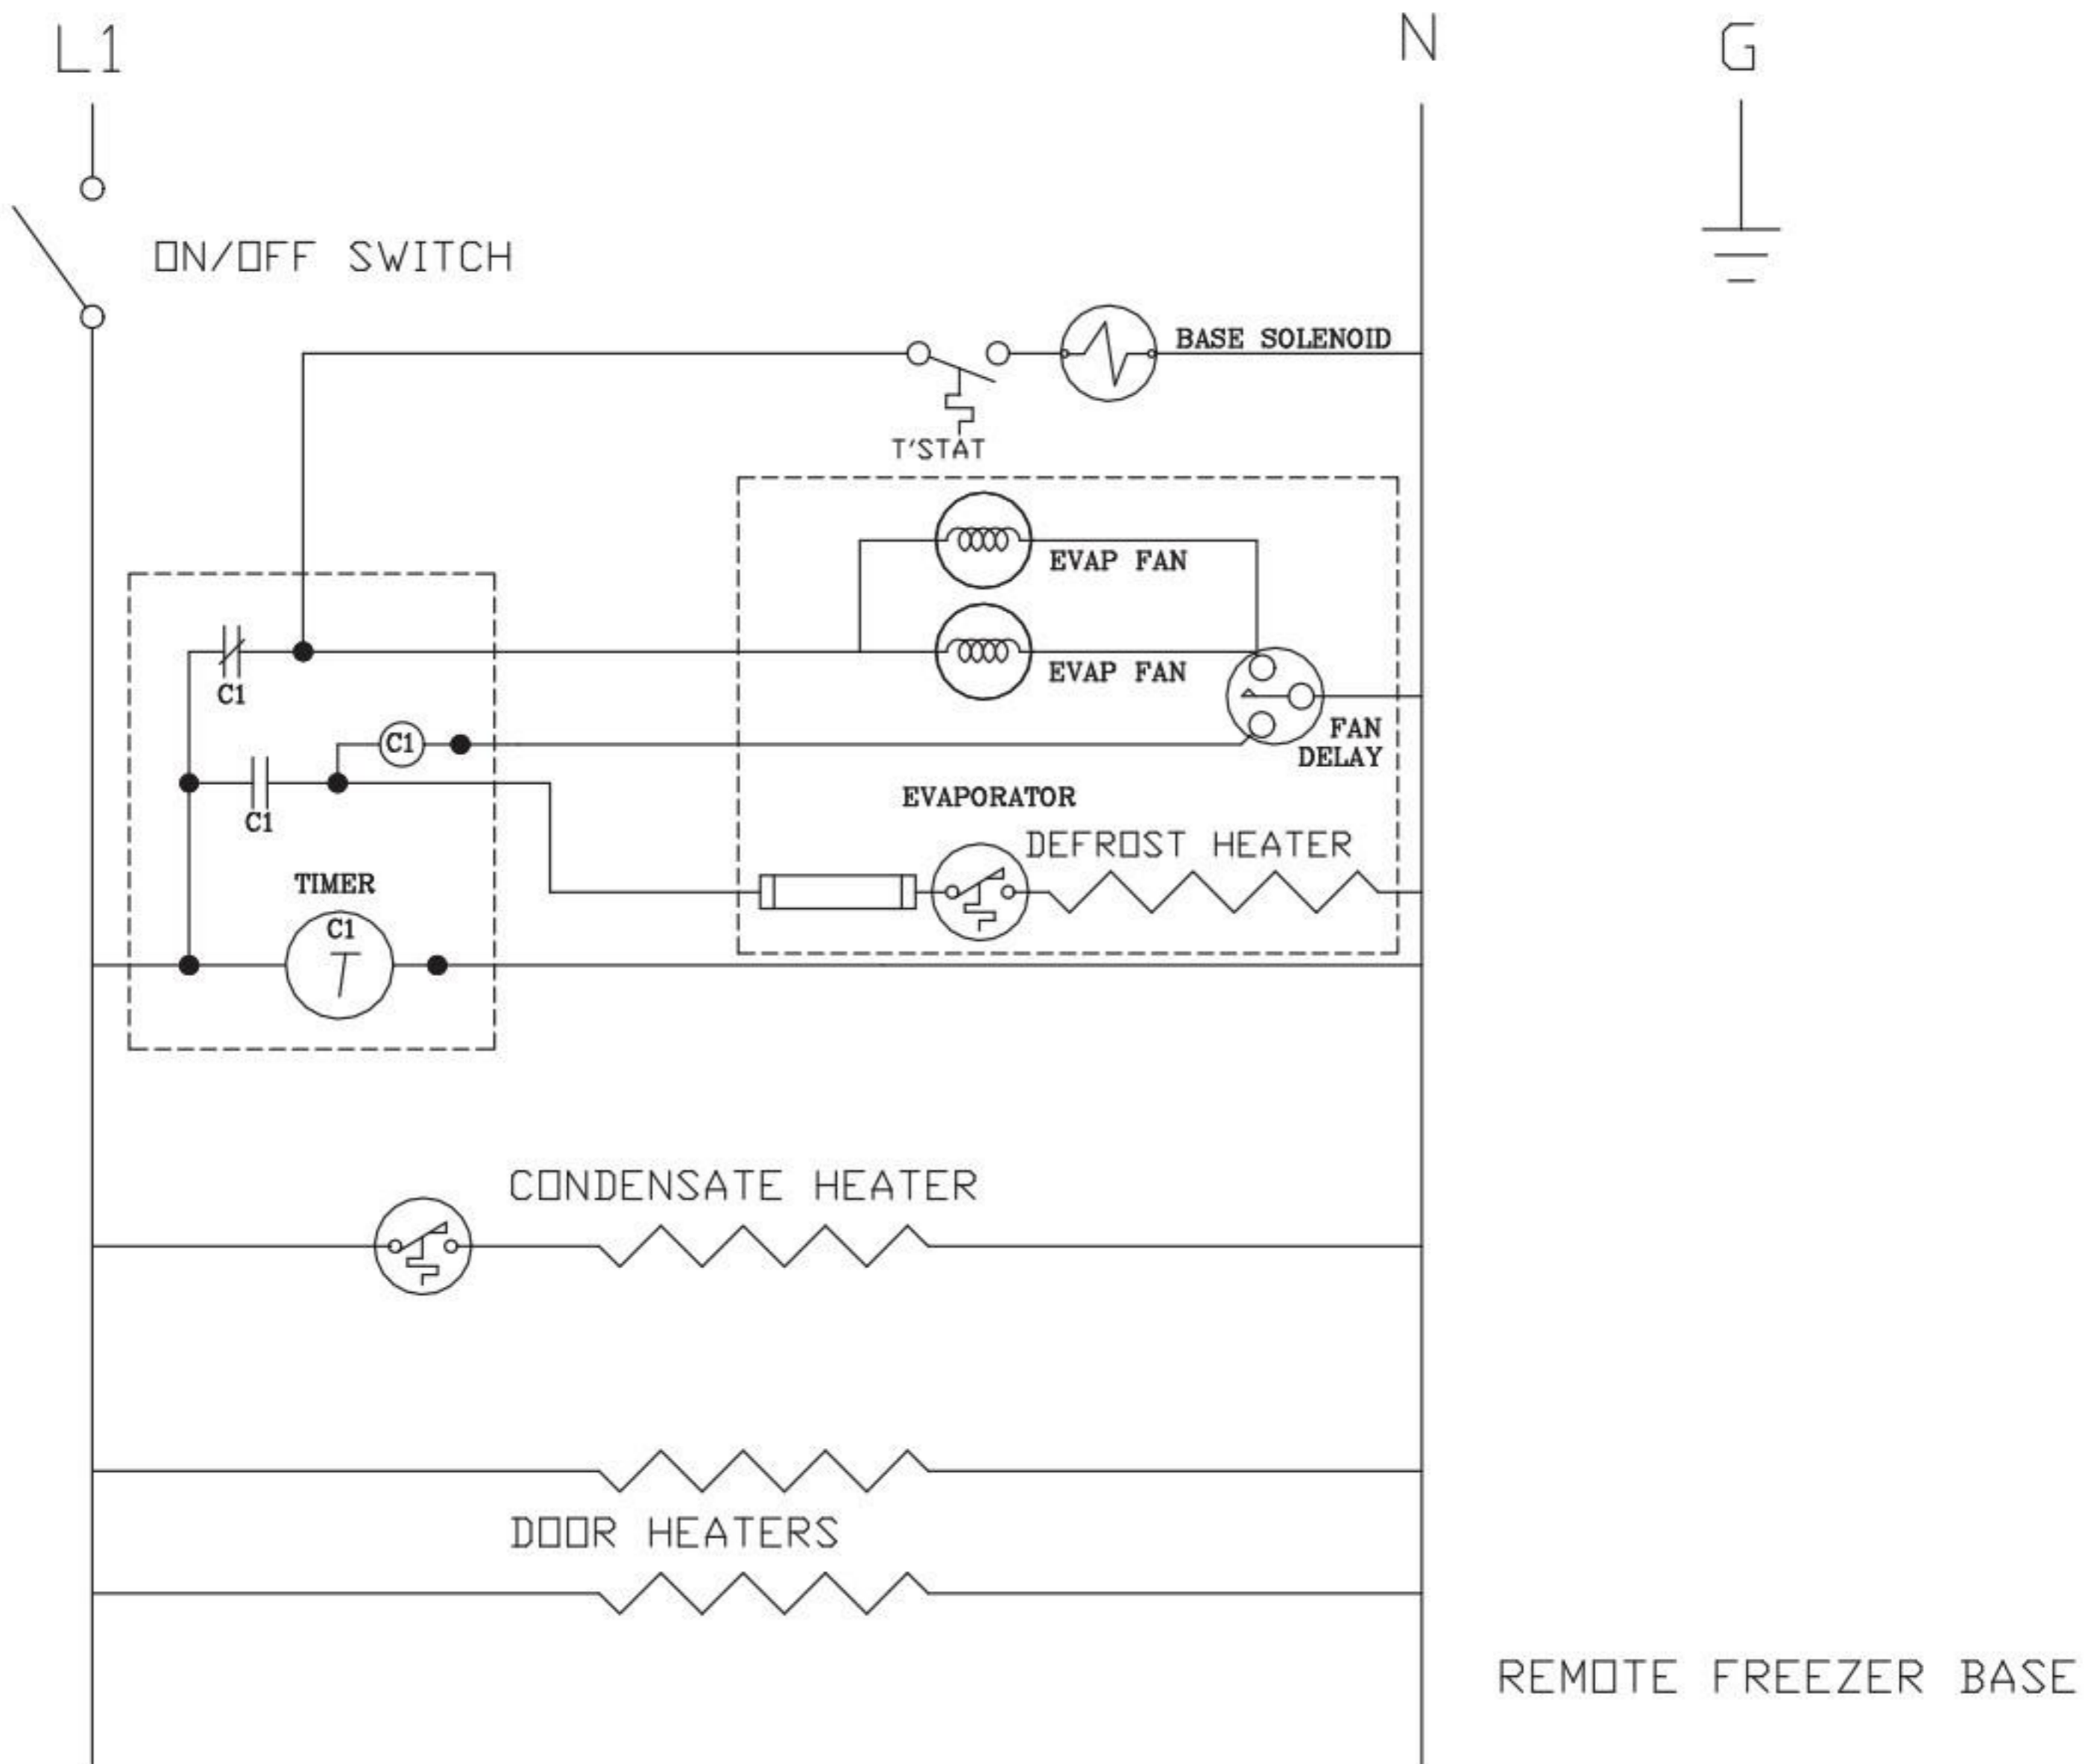 L1
N
G
ON/OFF SWITCH
BASE SOLENOID
T'STAT
EVAP FAN
EVAP FAN
C1
FAN
DELAY
C1
C1
EVAPORATOR
DEFROST HEATER
TIMER
C1
T
CONDENSATE HEATER
DOOR HEATERS
REMOTE FREEZER BASE